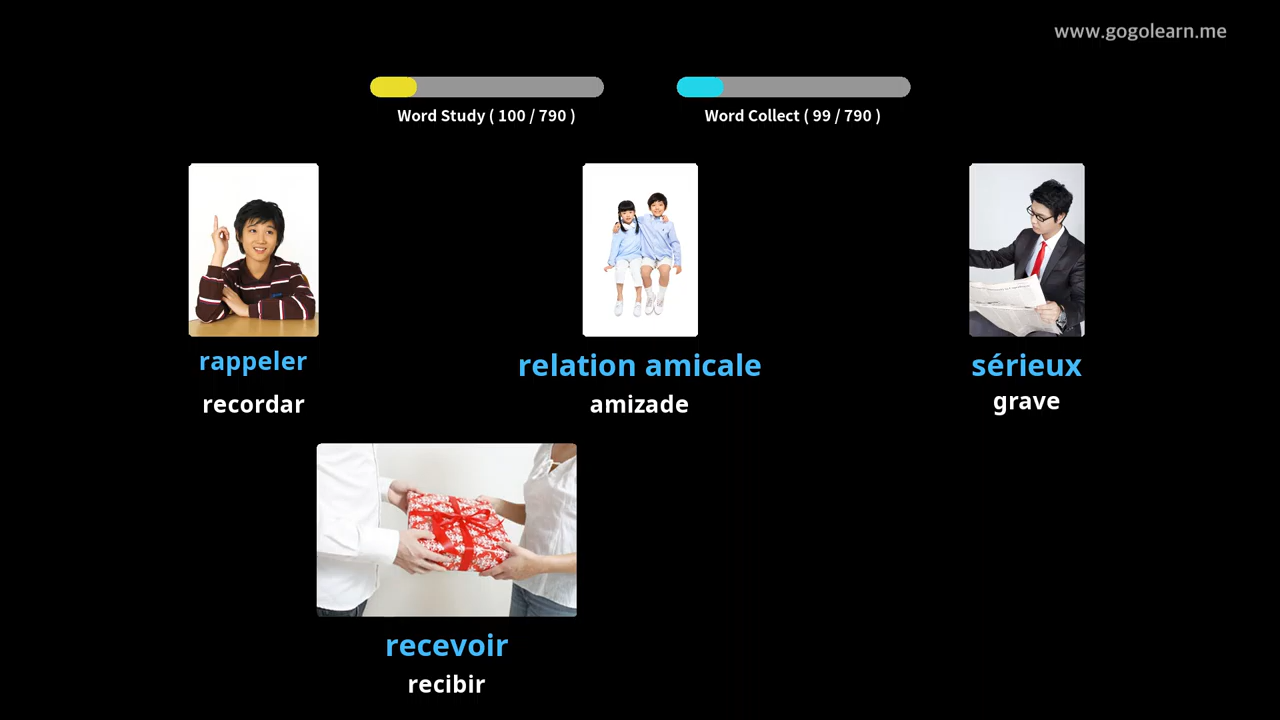 www.gogolearn.me
Word Study ( 100 / 790 )
Word Collect ( 99 / 790 )
rappeler
recordar
relation amicale
amizade
sérieux
grave
recevoir
recibir